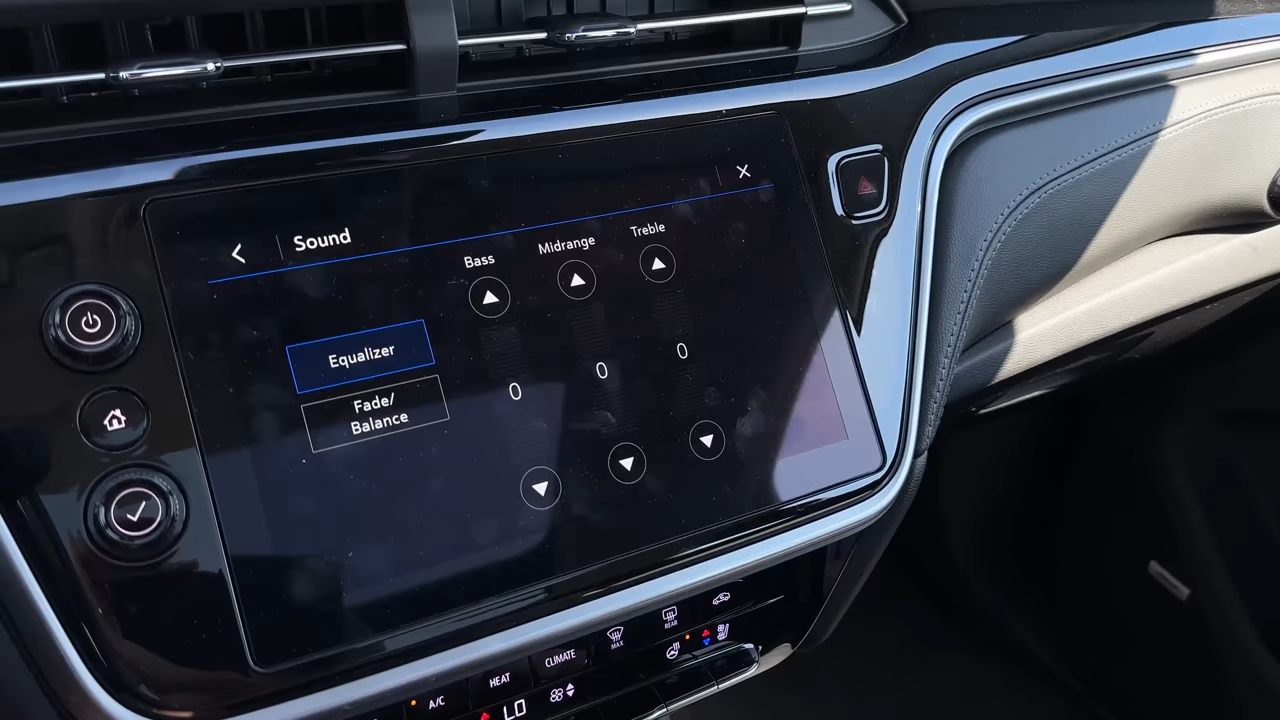 Sound
Bass
Midrange
Treble
Equalizer
Fade/
Balance
0
0
0
REAR
MAX
CLIMATE
HEAT
A/C
LO